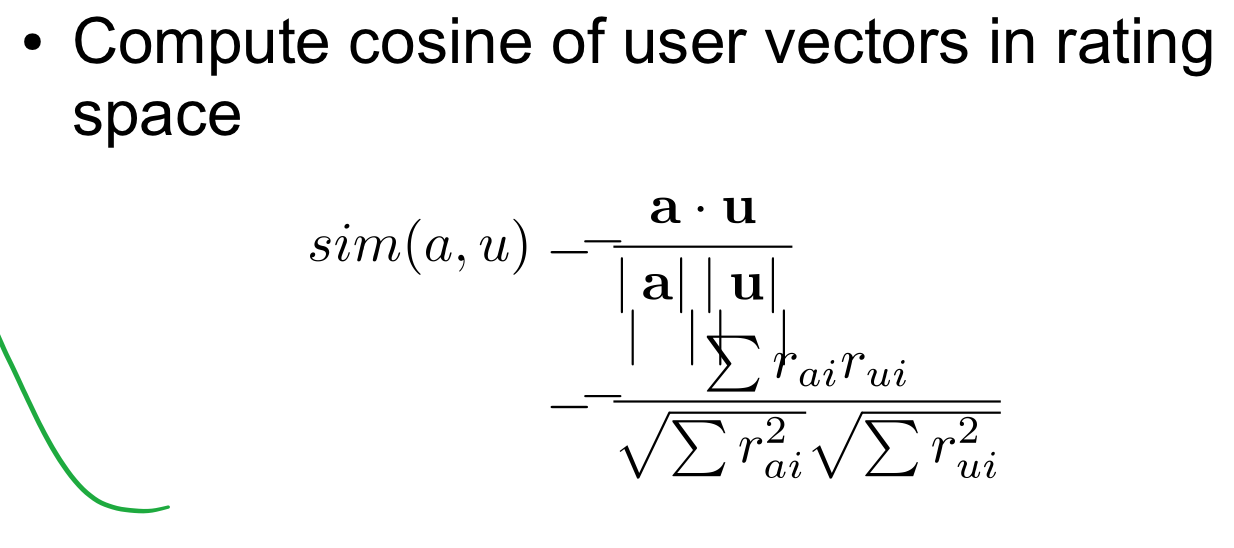 • Compute cosine of user vectors in rating
space
sim(a, u) = a · u / ||a|| ||u||
= ∑ r_ai r_ui / √∑ r_ai^2 √∑ r_ui^2